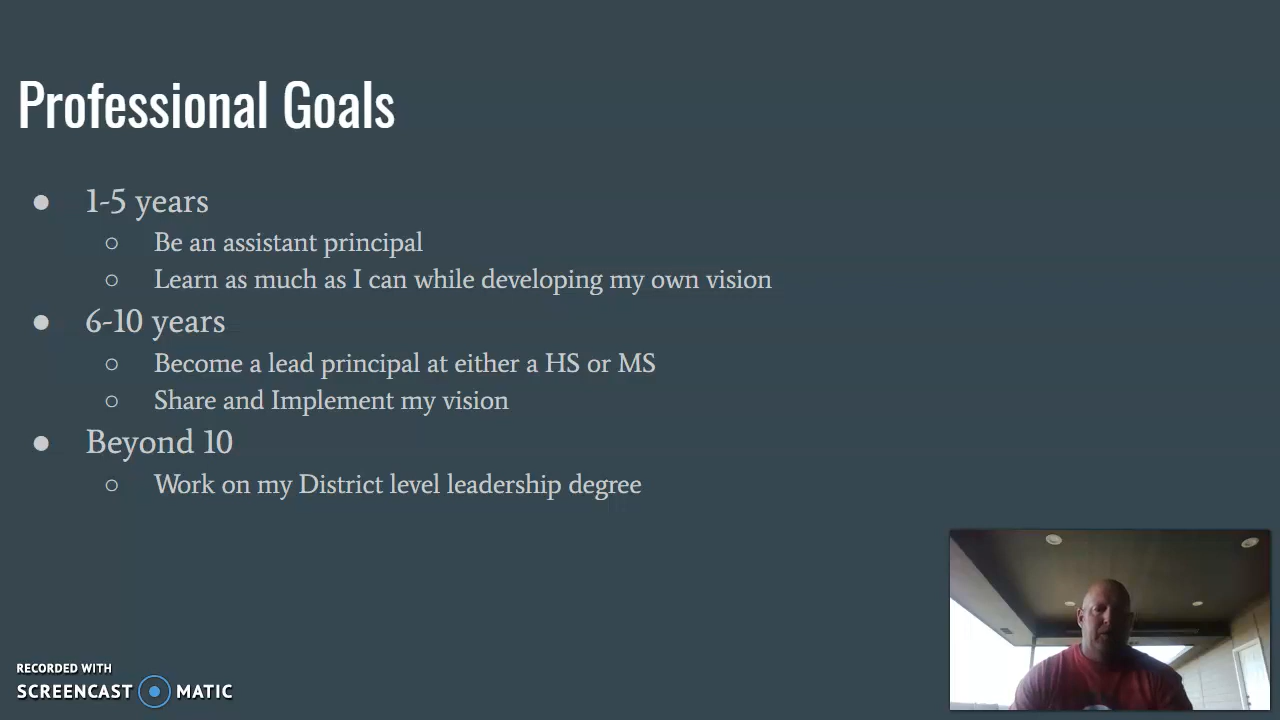 Professional Goals
● 1-5 years
○ Be an assistant principal
○ Learn as much as I can while developing my own vision
● 6-10 years
○ Become a lead principal at either a HS or MS
○ Share and Implement my vision
● Beyond 10
○ Work on my District level leadership degree
RECORDED WITH
SCREENCAST MATIC